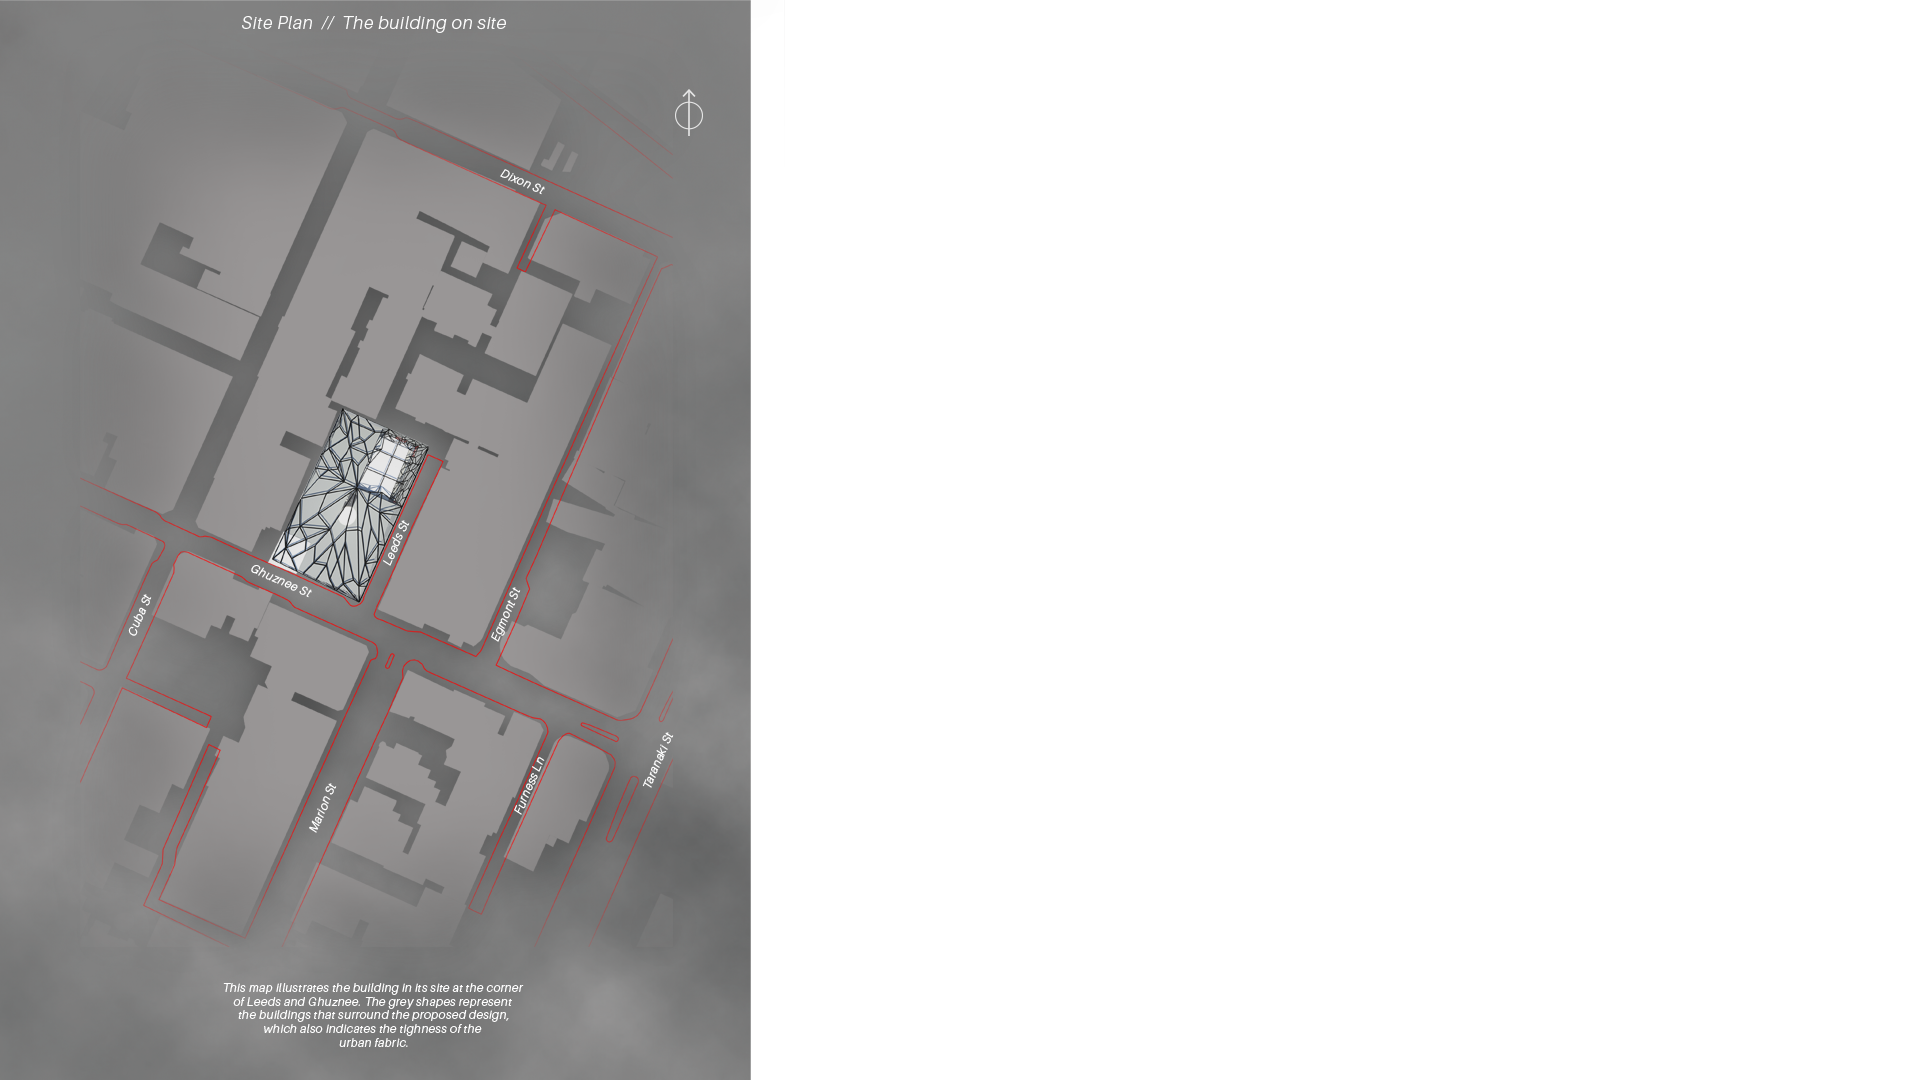 Site Plan // The building on site
Dixon St
Leeds St
Ghuznee St
Cuba St
Egmont St
Taranaki St
Furness Ln
Marion St
This map illustrates the building in its site at the corner
of Leeds and Ghuznee. The grey shapes represent
the buildings that surround the proposed design,
which also indicates the tighness of the
urban fabric.